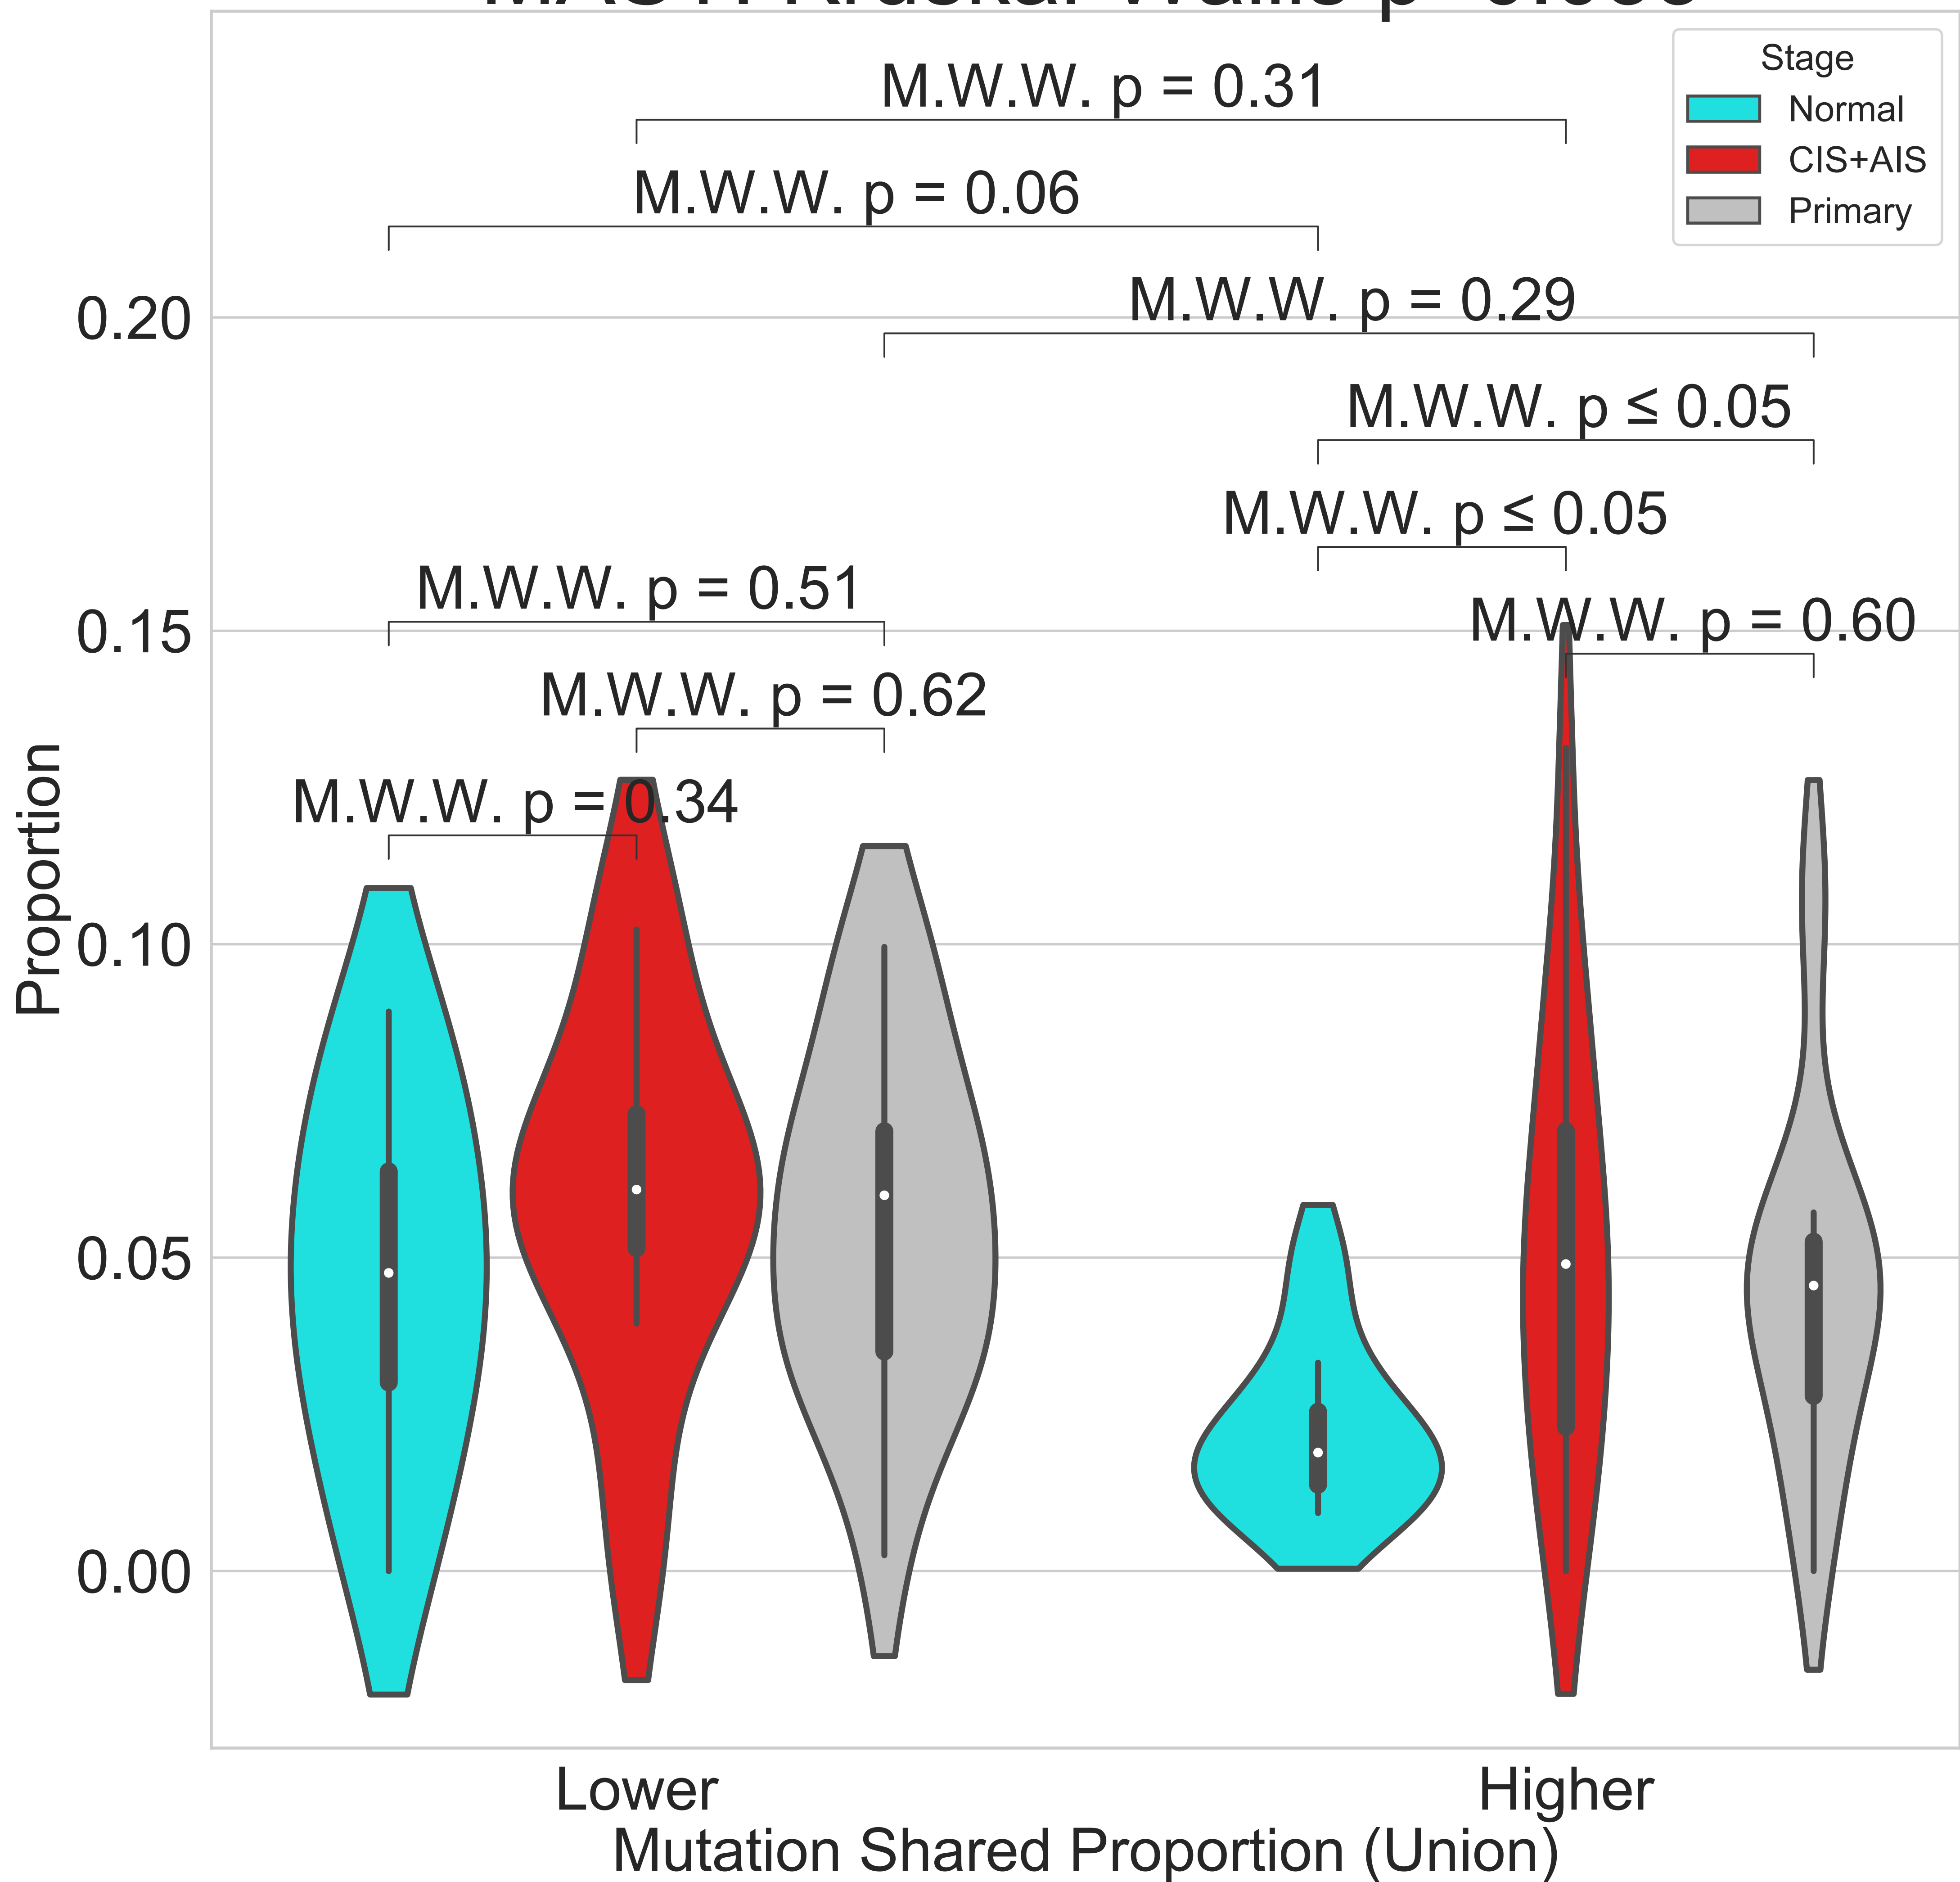 Stage
Normal
CIS+AIS
Primary
M.W.W. p = 0.31
M.W.W. p = 0.06
M.W.W. p = 0.29
M.W.W. p ≤ 0.05
M.W.W. p ≤ 0.05
M.W.W. p = 0.51
M.W.W. p = 0.60
M.W.W. p = 0.62
M.W.W. p = 0.34
0.20
0.15
0.10
0.05
0.00
Proportion
Lower
Higher
Mutation Shared Proportion (Union)